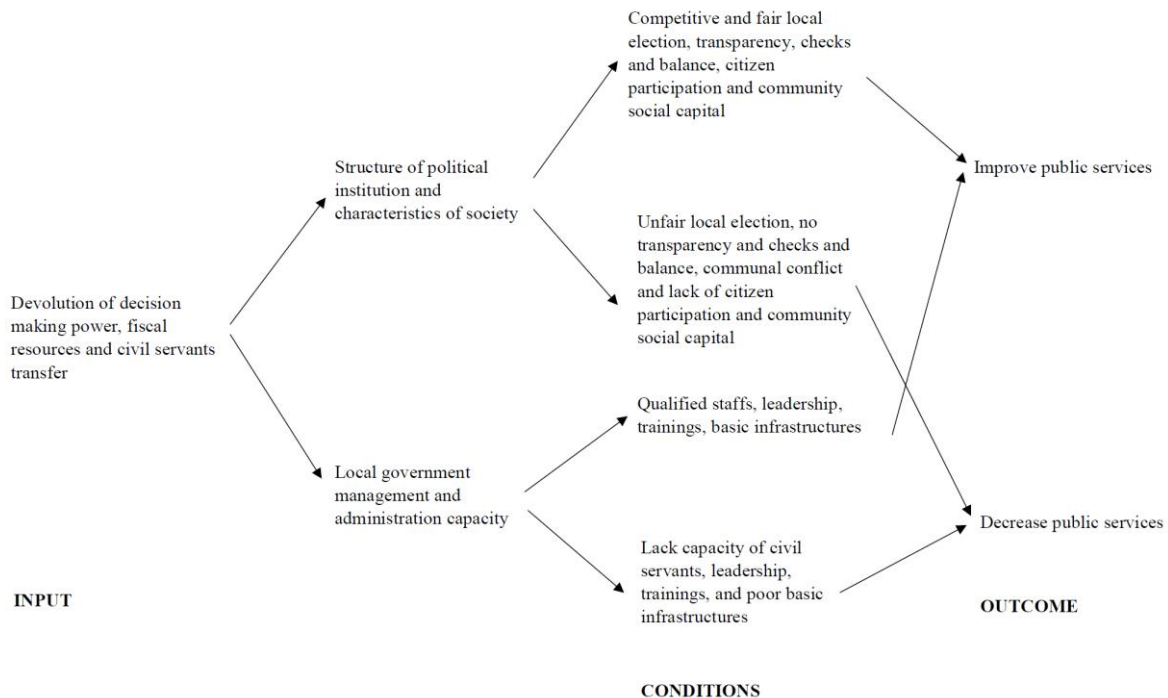 Competitive and fair local
election, transparency, checks
and balance, citizen
participation and community
social capital
Structure of political
institution and
characteristics of society
Improve public services
Unfair local election, no
transparency and checks and
balance, communal conflict
and lack of citizen
participation and community
social capital
Devolution of decision
making power, fiscal
resources and civil servants
transfer
Qualified staffs, leadership,
trainings, basic infrastructures
Local government
management and
administration capacity
Decrease public services
Lack capacity of civil
servants, leadership,
trainings, and poor basic
infrastructures
INPUT
OUTCOME
CONDITIONS